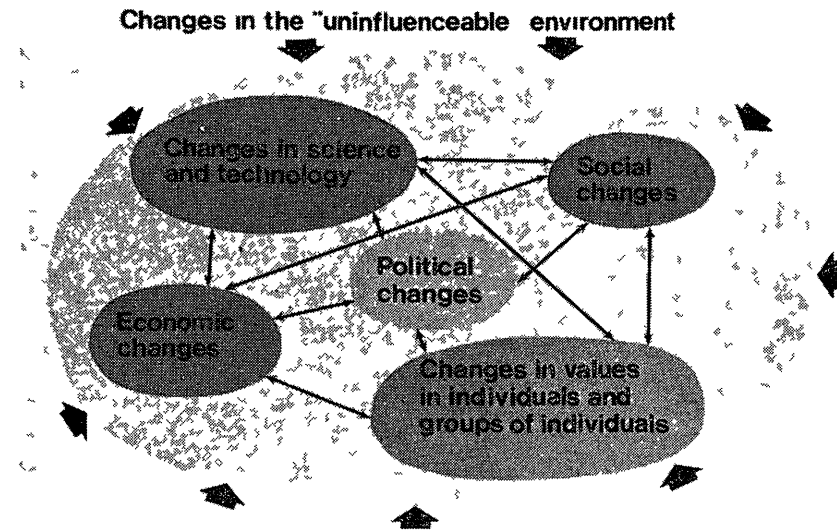 Changes in the "uninfluenceable environment
Changes in science
and technology
Social
changes
Political
changes
Economic
changes
Changes in values
in individuals and
groups of individuals